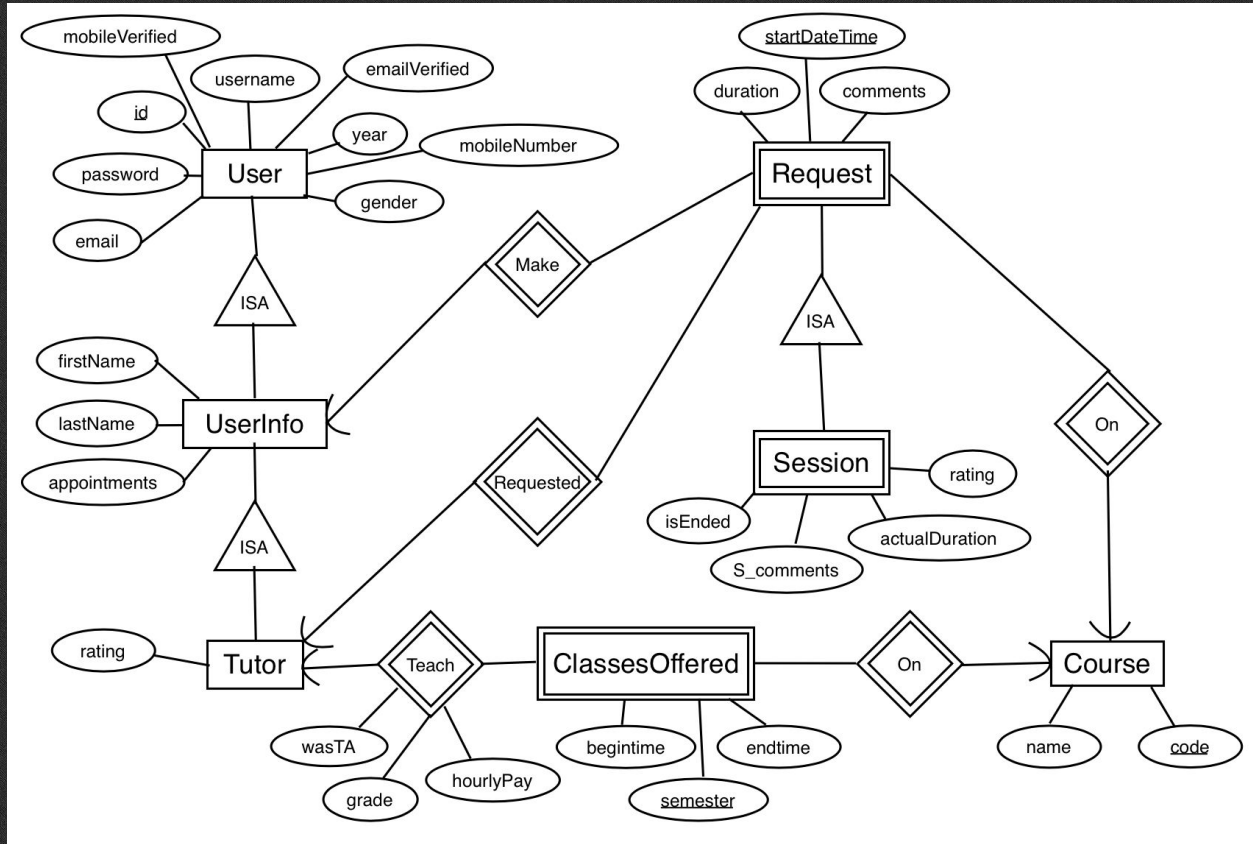 mobileVerified
username
emailVerified
id
year
mobileNumber
password
User
gender
email
ISA
firstName
lastName
UserInfo
appointments
ISA
rating
Tutor
Make
Requested
Teach
wasTA
grade
hourlyPay
startDateTime
duration
comments
Request
ISA
Session
rating
isEnded
actualDuration
S_comments
ClassesOffered
begintime
endtime
semester
On
On
Course
name
code